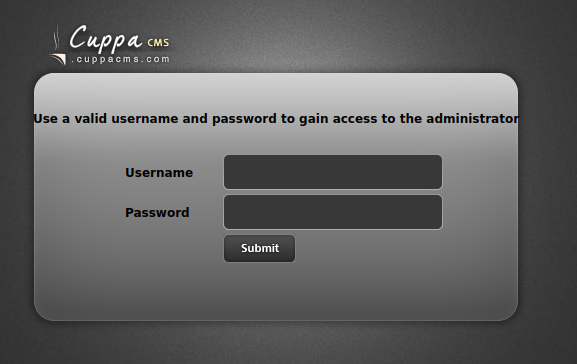 Cuppa CMS
.cuppacms.com
Use a valid username and password to gain access to the administrator
Username
Password
Submit